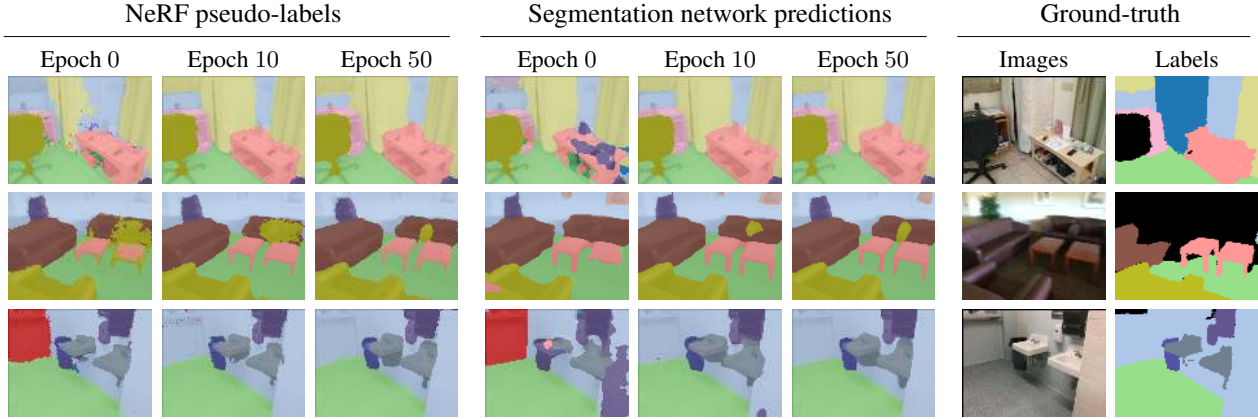 NeRF pseudo-labels Segmentation network predictions Ground-truth
Epoch 0 Epoch 10 Epoch 50 Epoch 0 Epoch 10 Epoch 50 Images Labels